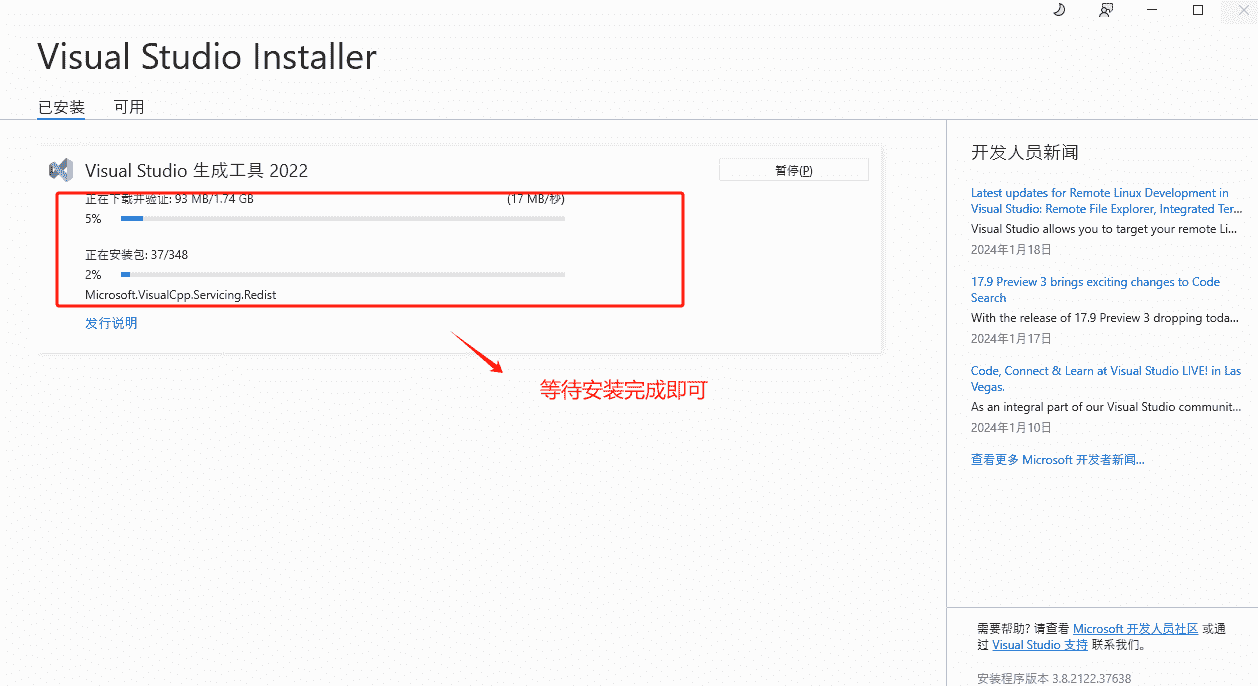 Visual Studio Installer
已安装
可用
Visual Studio 生成工具 2022
暂停(P)
正在下载并验证: 93 MB/1.74 GB
(17 MB/秒)
5%
正在安装包: 37/348
2%
Microsoft.VisualCpp.Servicing.Redist
发行说明
等待安装完成即可
开发人员新闻
Latest updates for Remote Linux Development in
Visual Studio: Remote File Explorer, Integrated Ter...
Visual Studio allows you to target your remote Li...
2024年1月18日
17.9 Preview 3 brings exciting changes to Code
Search
With the release of 17.9 Preview 3 dropping toda...
2024年1月17日
Code, Connect & Learn at Visual Studio LIVE! in Las
Vegas.
As an integral part of our Visual Studio communit...
2024年1月10日
查看更多 Microsoft 开发者新闻...
需要帮助? 请查看 Microsoft 开发人员社区 或通
过 Visual Studio 支持 联系我们。
安装程序版本 3.8.2122.37638